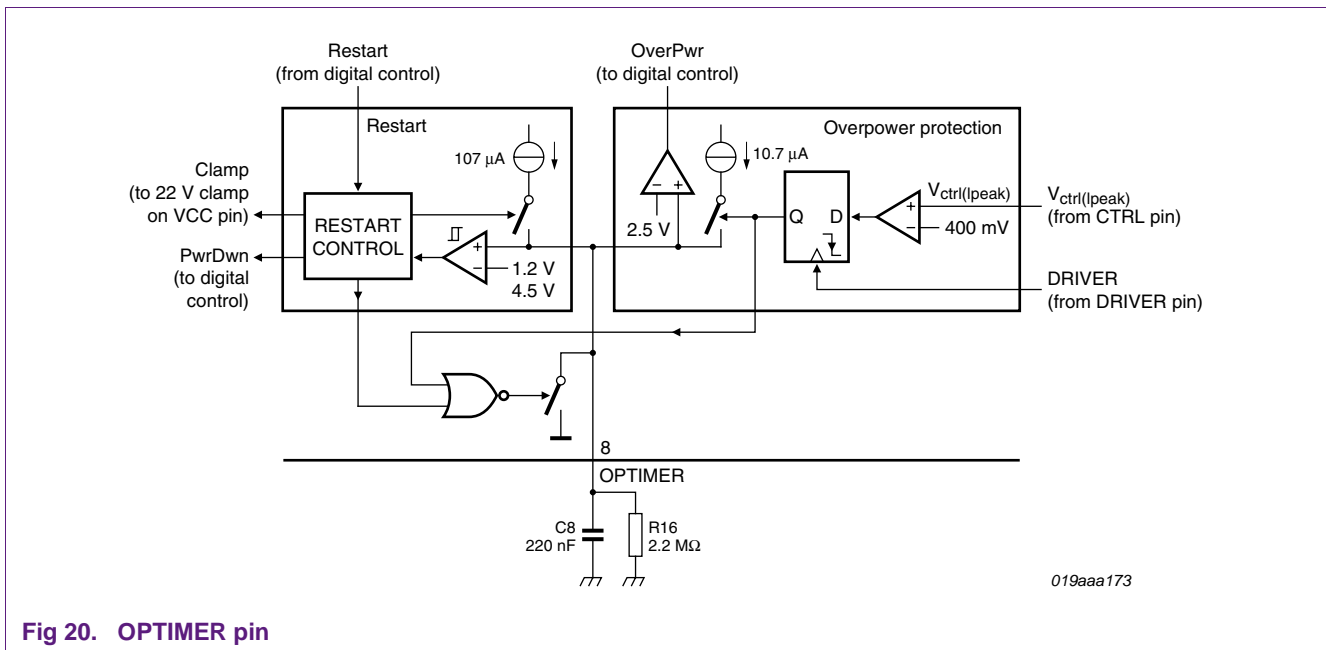 Restart
(from digital control)
OverPwr
(to digital control)
Restart
Overpower protection
107 μA
10.7 μA
Clamp
(to 22 V clamp
on VCC pin)
RESTART
CONTROL
PwrDwn
(to digital
control)
+
−
1.2 V
4.5 V
− +
2.5 V
Q D
Vctrl(Ipeak)
+
−
400 mV
Vctrl(Ipeak)
(from CTRL pin)
DRIVER
(from DRIVER pin)
8
OPTIMER
C8
220 nF
R16
2.2 MΩ
019aaa173
Fig 20. OPTIMER pin